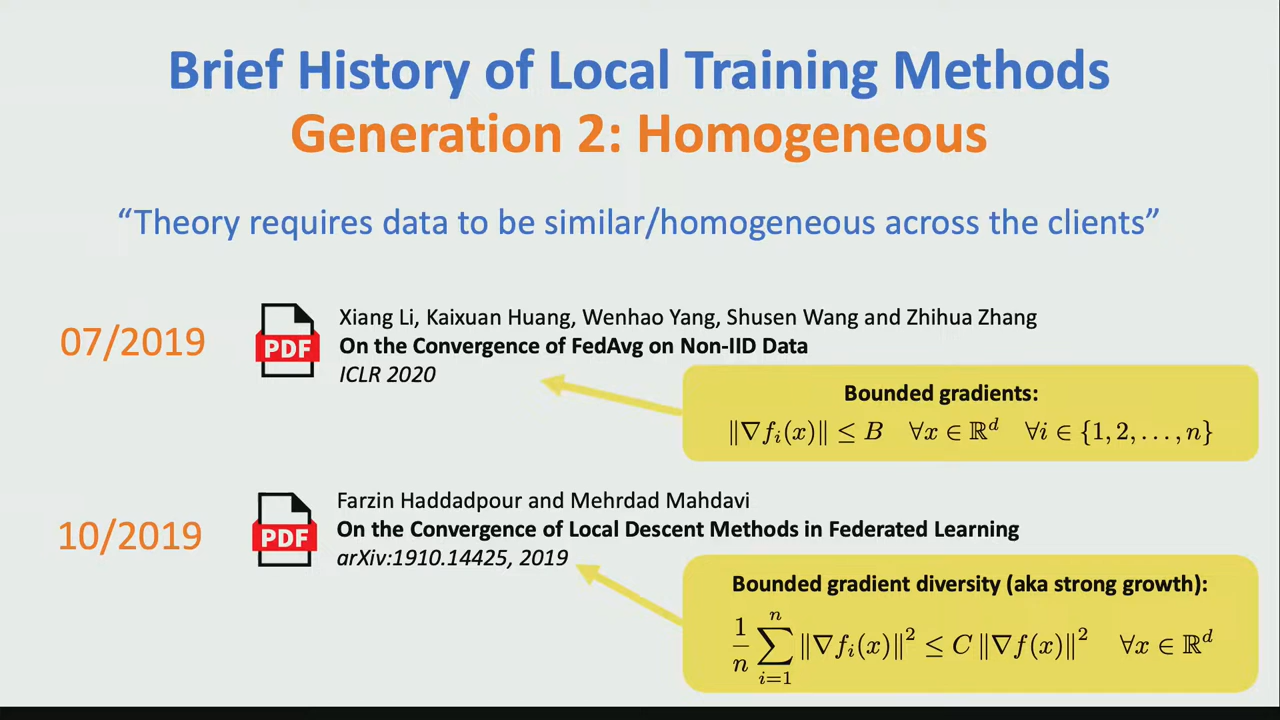 Brief History of Local Training Methods
Generation 2: Homogeneous
“Theory requires data to be similar/homogeneous across the clients”
07/2019
PDF
Xiang Li, Kaixuan Huang, Wenhao Yang, Shusen Wang and Zhihua Zhang
On the Convergence of FedAvg on Non-IID Data
ICLR 2020
Bounded gradients:
‖∇f_i(x)‖ ≤ B ∀x ∈ ℝ^d ∀i ∈ {1, 2, . . . , n}
10/2019
PDF
Farzin Haddadpour and Mehrdad Mahdavi
On the Convergence of Local Descent Methods in Federated Learning
arXiv:1910.14425, 2019
Bounded gradient diversity (aka strong growth):
\frac{1}{n} \sum_{i=1}^{n} ‖∇f_i(x)‖^2 ≤ C ‖∇f(x)‖^2 ∀x ∈ ℝ^d